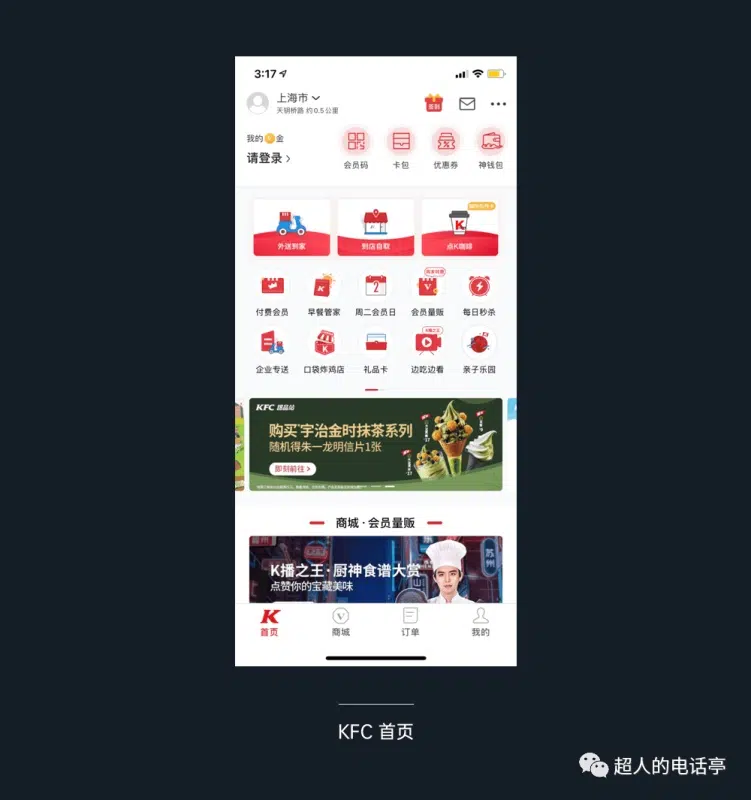 3:17
上海市
天钥桥路 约0.5公里
签到
我的K金
请登录
会员码
卡包
优惠券
神钱包
外送到家
到店自取
K
点K咖啡
付费会员
早餐管家
2
周二会员日
V
会员量贩
每日秒杀
企业专送
K
口袋炸鸡店
礼品卡
K播之王
边吃边看
亲子乐园
KFC 甜品站
购买"宇治金时抹茶系列
随机得朱一龙明信片1张
即刻前往
商城·会员量贩
K播之王·厨神食谱大赏
点赞你的宝藏美味
苏州
K
首页
V
商城
订单
我的
KFC 首页
超人的电话亭